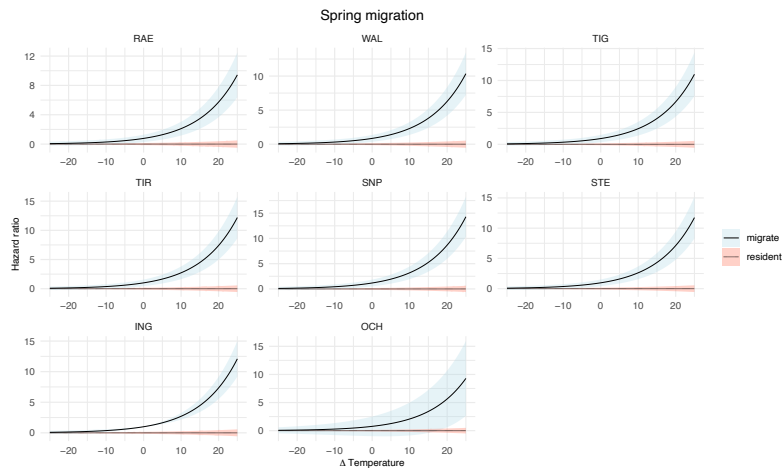 Spring migration
RAE
WAL
TIG
12
8
4
0
10
5
0
15
10
5
0
−20 −10 0 10 20
−20 −10 0 10 20
−20 −10 0 10 20
TIR
SNP
STE
Hazard ratio
15
10
5
0
15
10
5
0
15
10
5
0
−20 −10 0 10 20
−20 −10 0 10 20
−20 −10 0 10 20
migrate
resident
ING
OCH
15
10
5
0
15
10
5
0
−20 −10 0 10 20
−20 −10 0 10 20
Δ Temperature